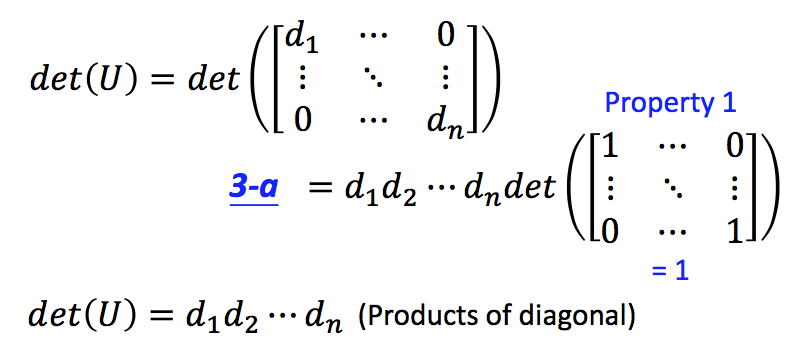 det(U) = det([d₁ ⋯ 0
⋮ ⋱ ⋮
0 ⋯ dₙ])
Property 1
3-a = d₁d₂ ⋯ dₙdet([1 ⋯ 0
⋮ ⋱ ⋮
0 ⋯ 1])
= 1
det(U) = d₁d₂ ⋯ dₙ (Products of diagonal)